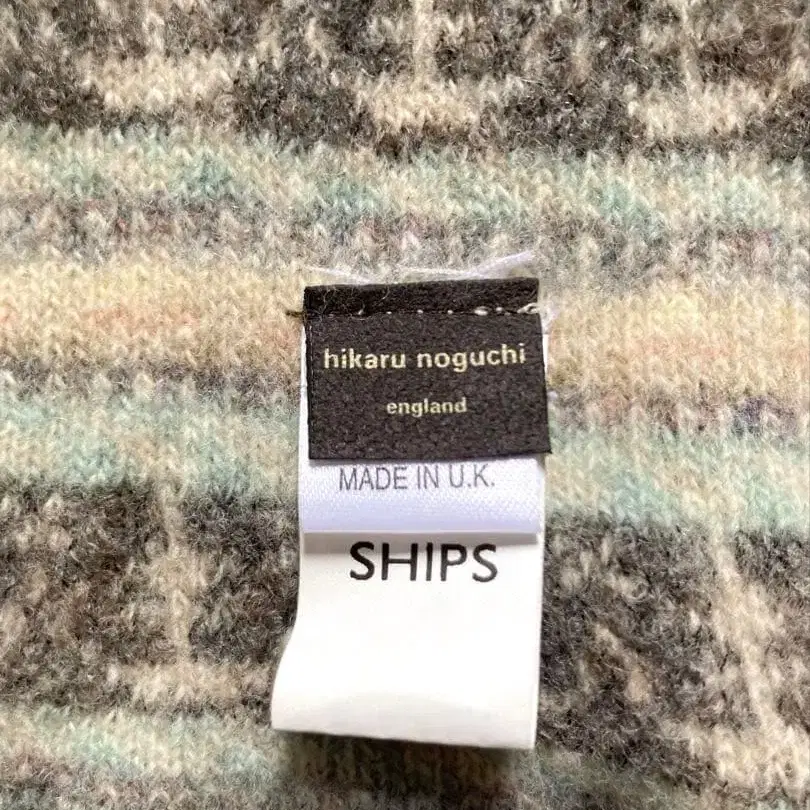 hikaru noguchi
england
MADE IN U.K.
SHIPS